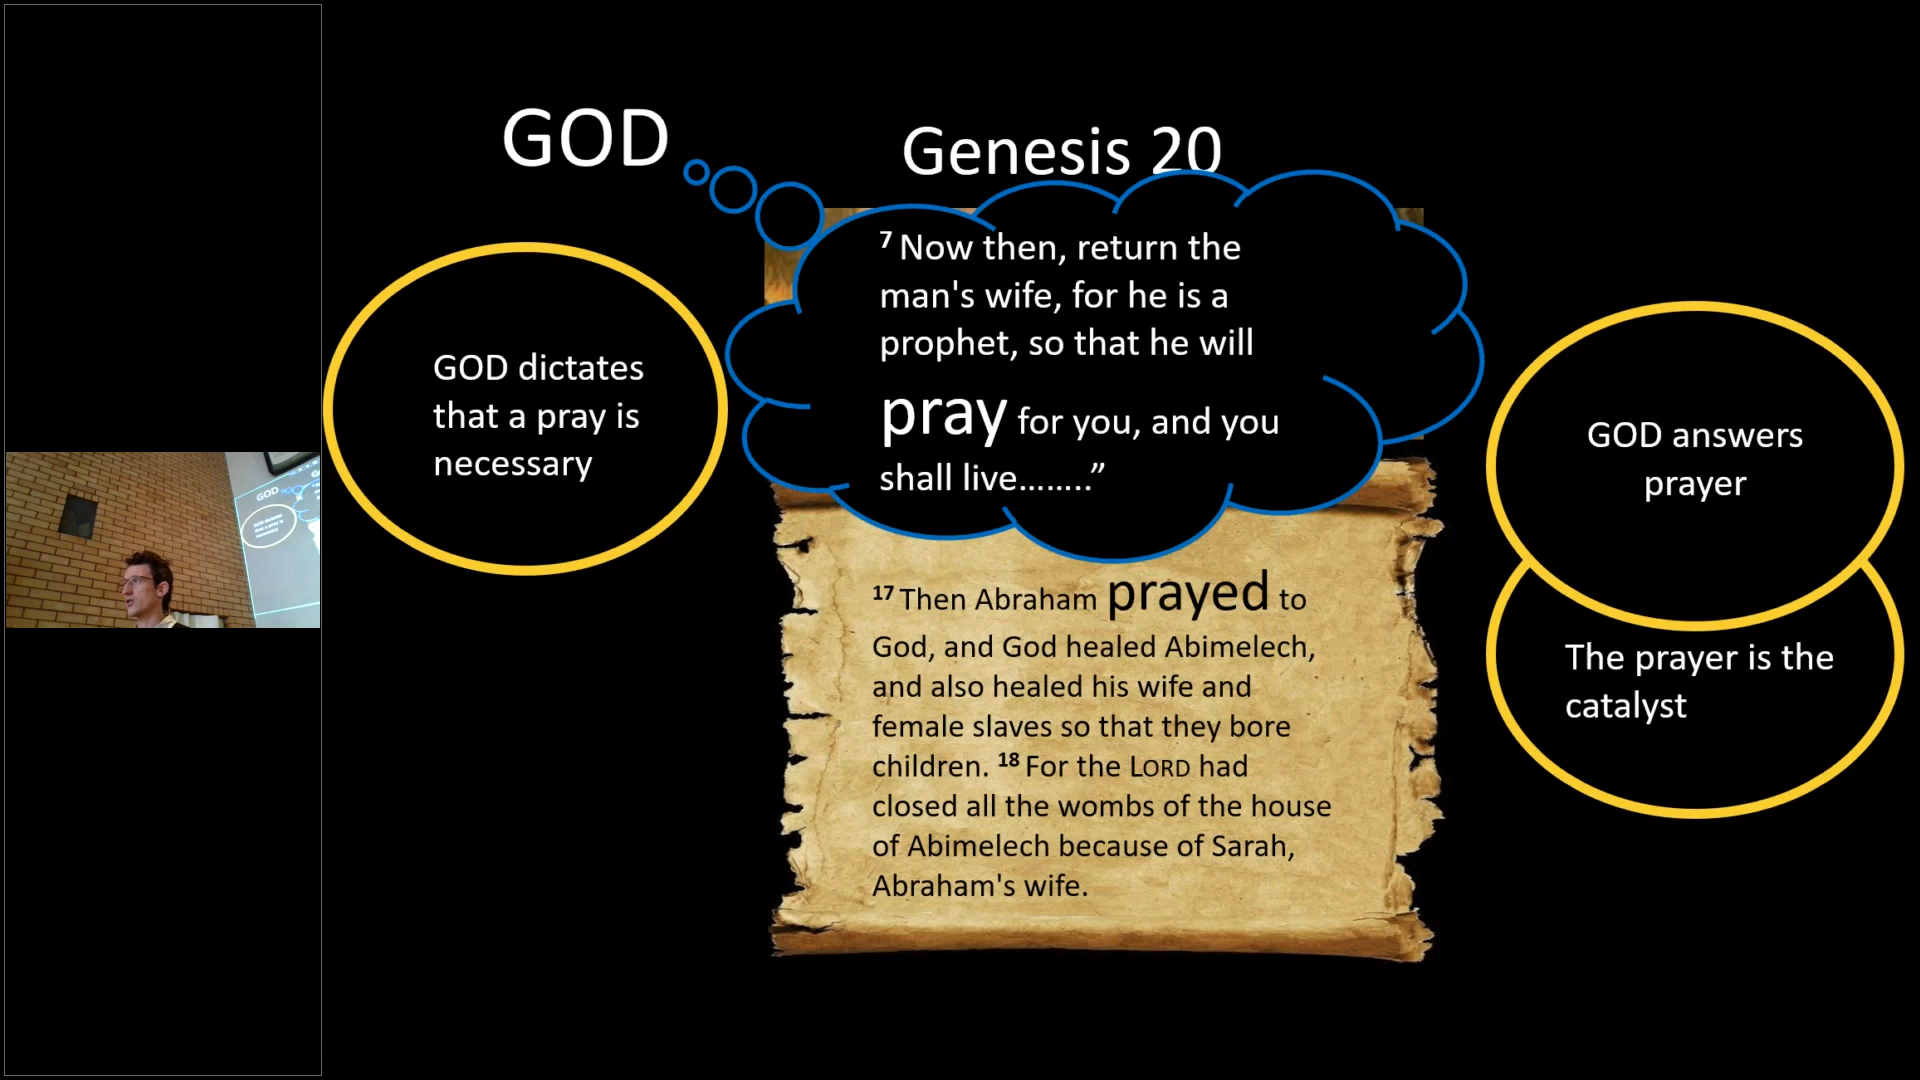 GOD
Genesis 20
7 Now then, return the
man's wife, for he is a
prophet, so that he will
pray for you, and you
shall live........”
GOD dictates
that a pray is
necessary
17 Then Abraham prayed to
God, and God healed Abimelech,
and also healed his wife and
female slaves so that they bore
children. 18 For the LORD had
closed all the wombs of the house
of Abimelech because of Sarah,
Abraham's wife.
GOD answers
prayer
The prayer is the
catalyst
GOD